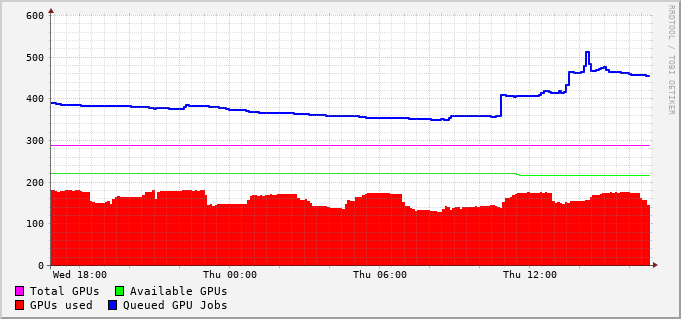 600
500
400
300
200
100
0
Wed 18:00 Thu 00:00 Thu 06:00 Thu 12:00
Total GPUs Available GPUs
GPUs used Queued GPU Jobs
RRDTOOL / TOBI OETIKER